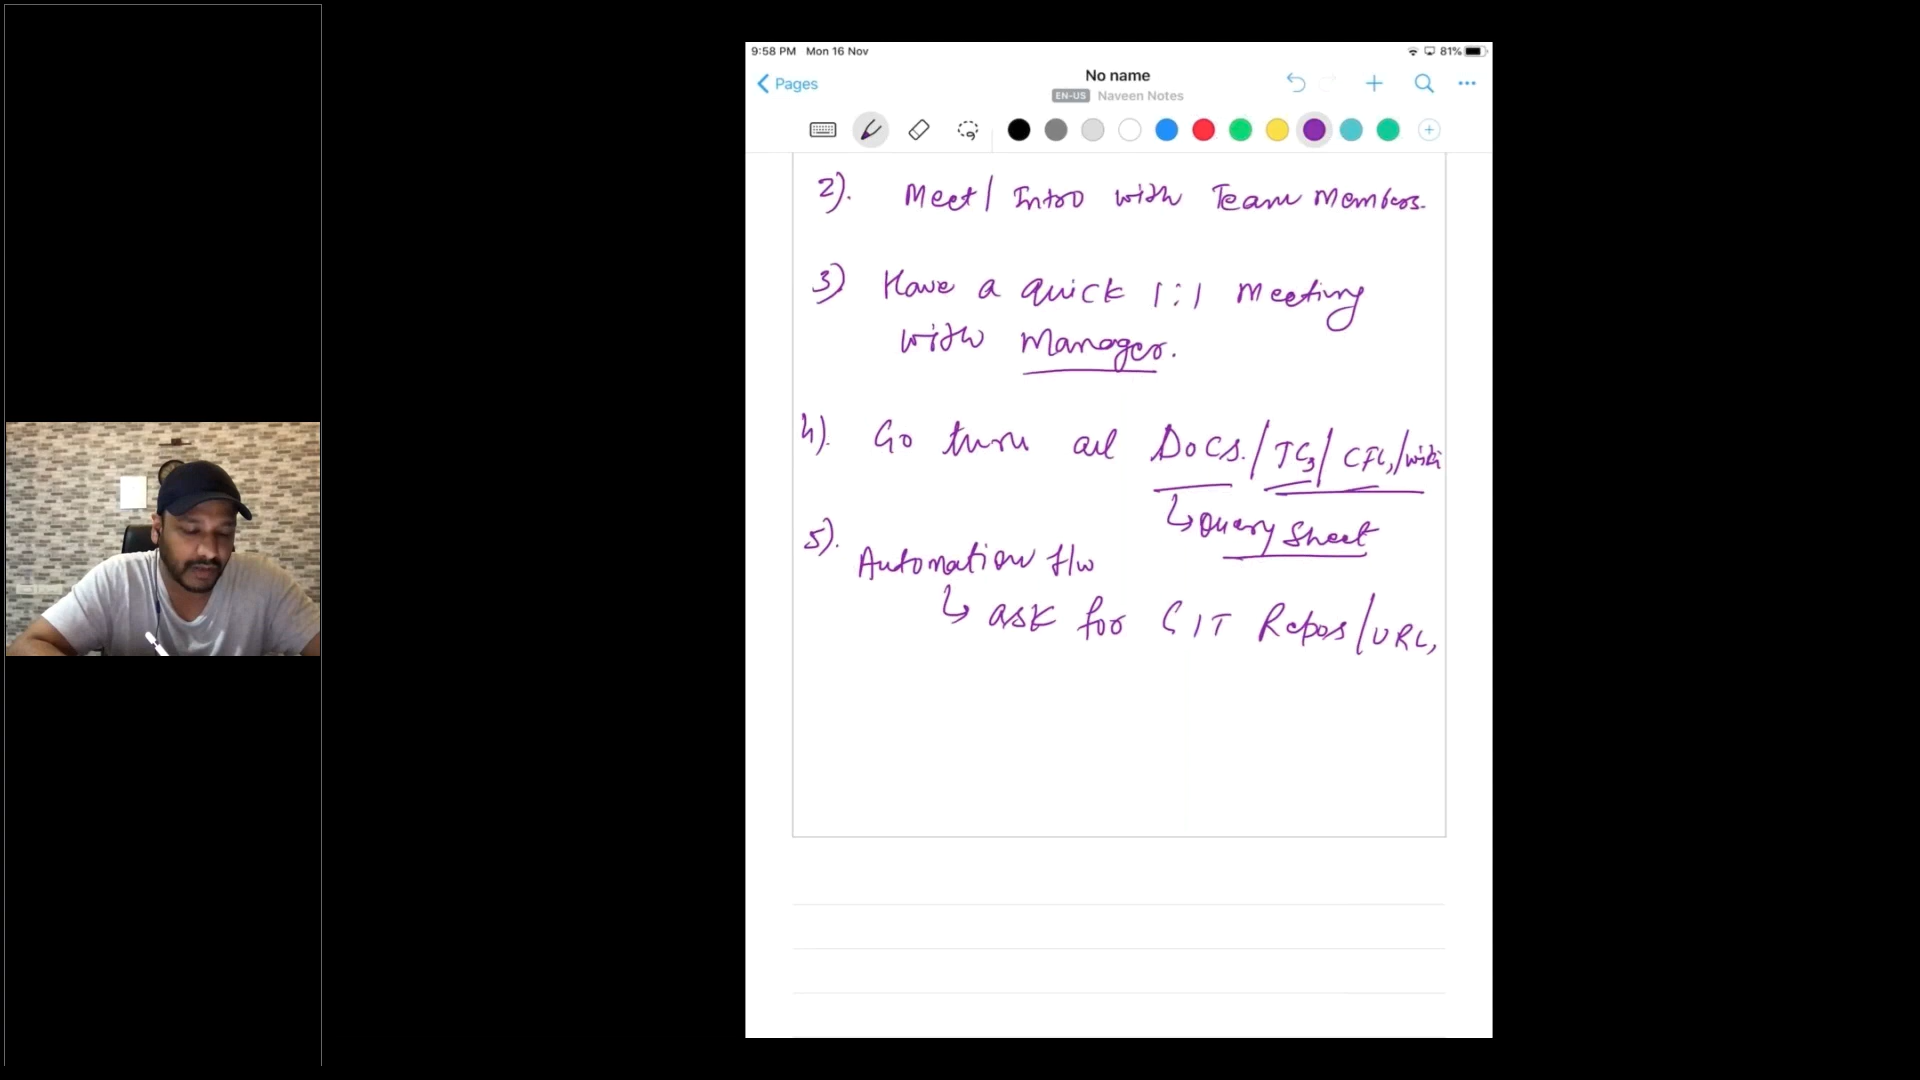 9:58 PM Mon 16 Nov
81%
Pages
No name
EN-US Naveen Notes
2). Meet/ Intro with Team Members.
3) Have a quick 1:1 Meeting
with Manager.
4). Go thru all Docs./TCs/ CFL,/wiki
↳ Query Sheet
5). Automation f/w
↳ ask for GIT Repos/URL,